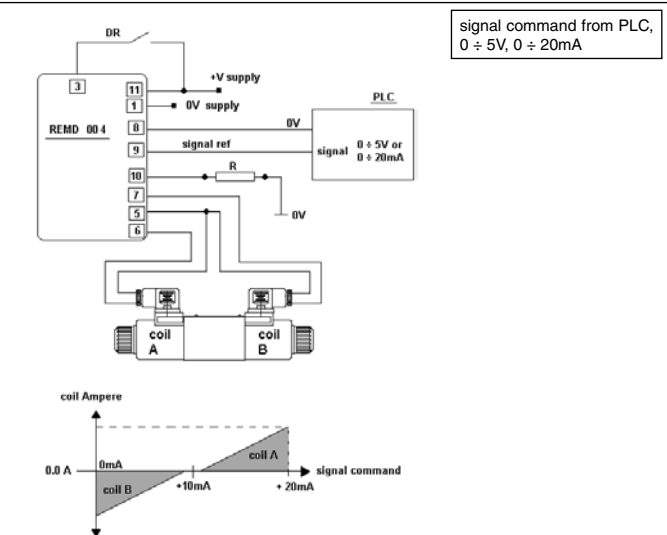 signal command from PLC,
0 ÷ 5V, 0 ÷ 20mA
DR
3
11
+V supply
1
0V supply
PLC
REMD 004
8
0V
9
signal ref
signal
0 ÷ 5V or
0 ÷ 20mA
10
R
7
5
0V
6
coil
A
coil
B
coil Ampere
coil A
0.0 A
0mA
signal command
coil B
+10mA
+ 20mA